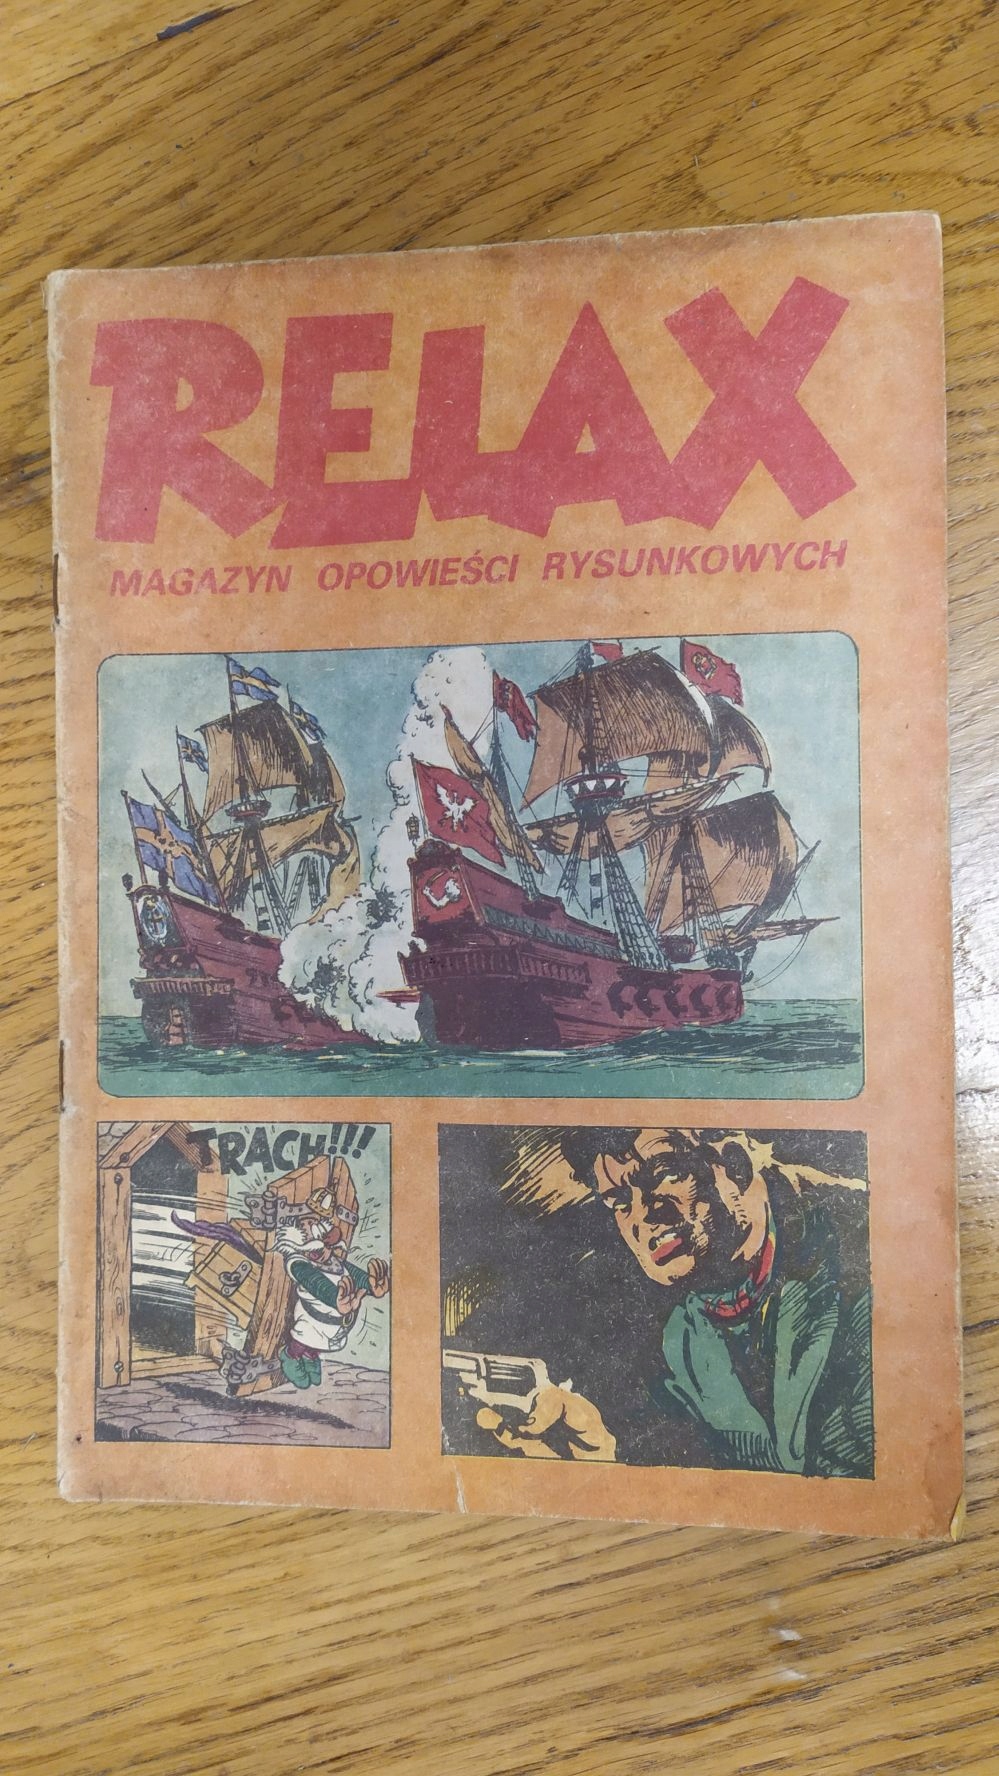 RELAX
MAGAZYN OPOWIEŚCI RYSUNKOWYCH
TRACH!!!